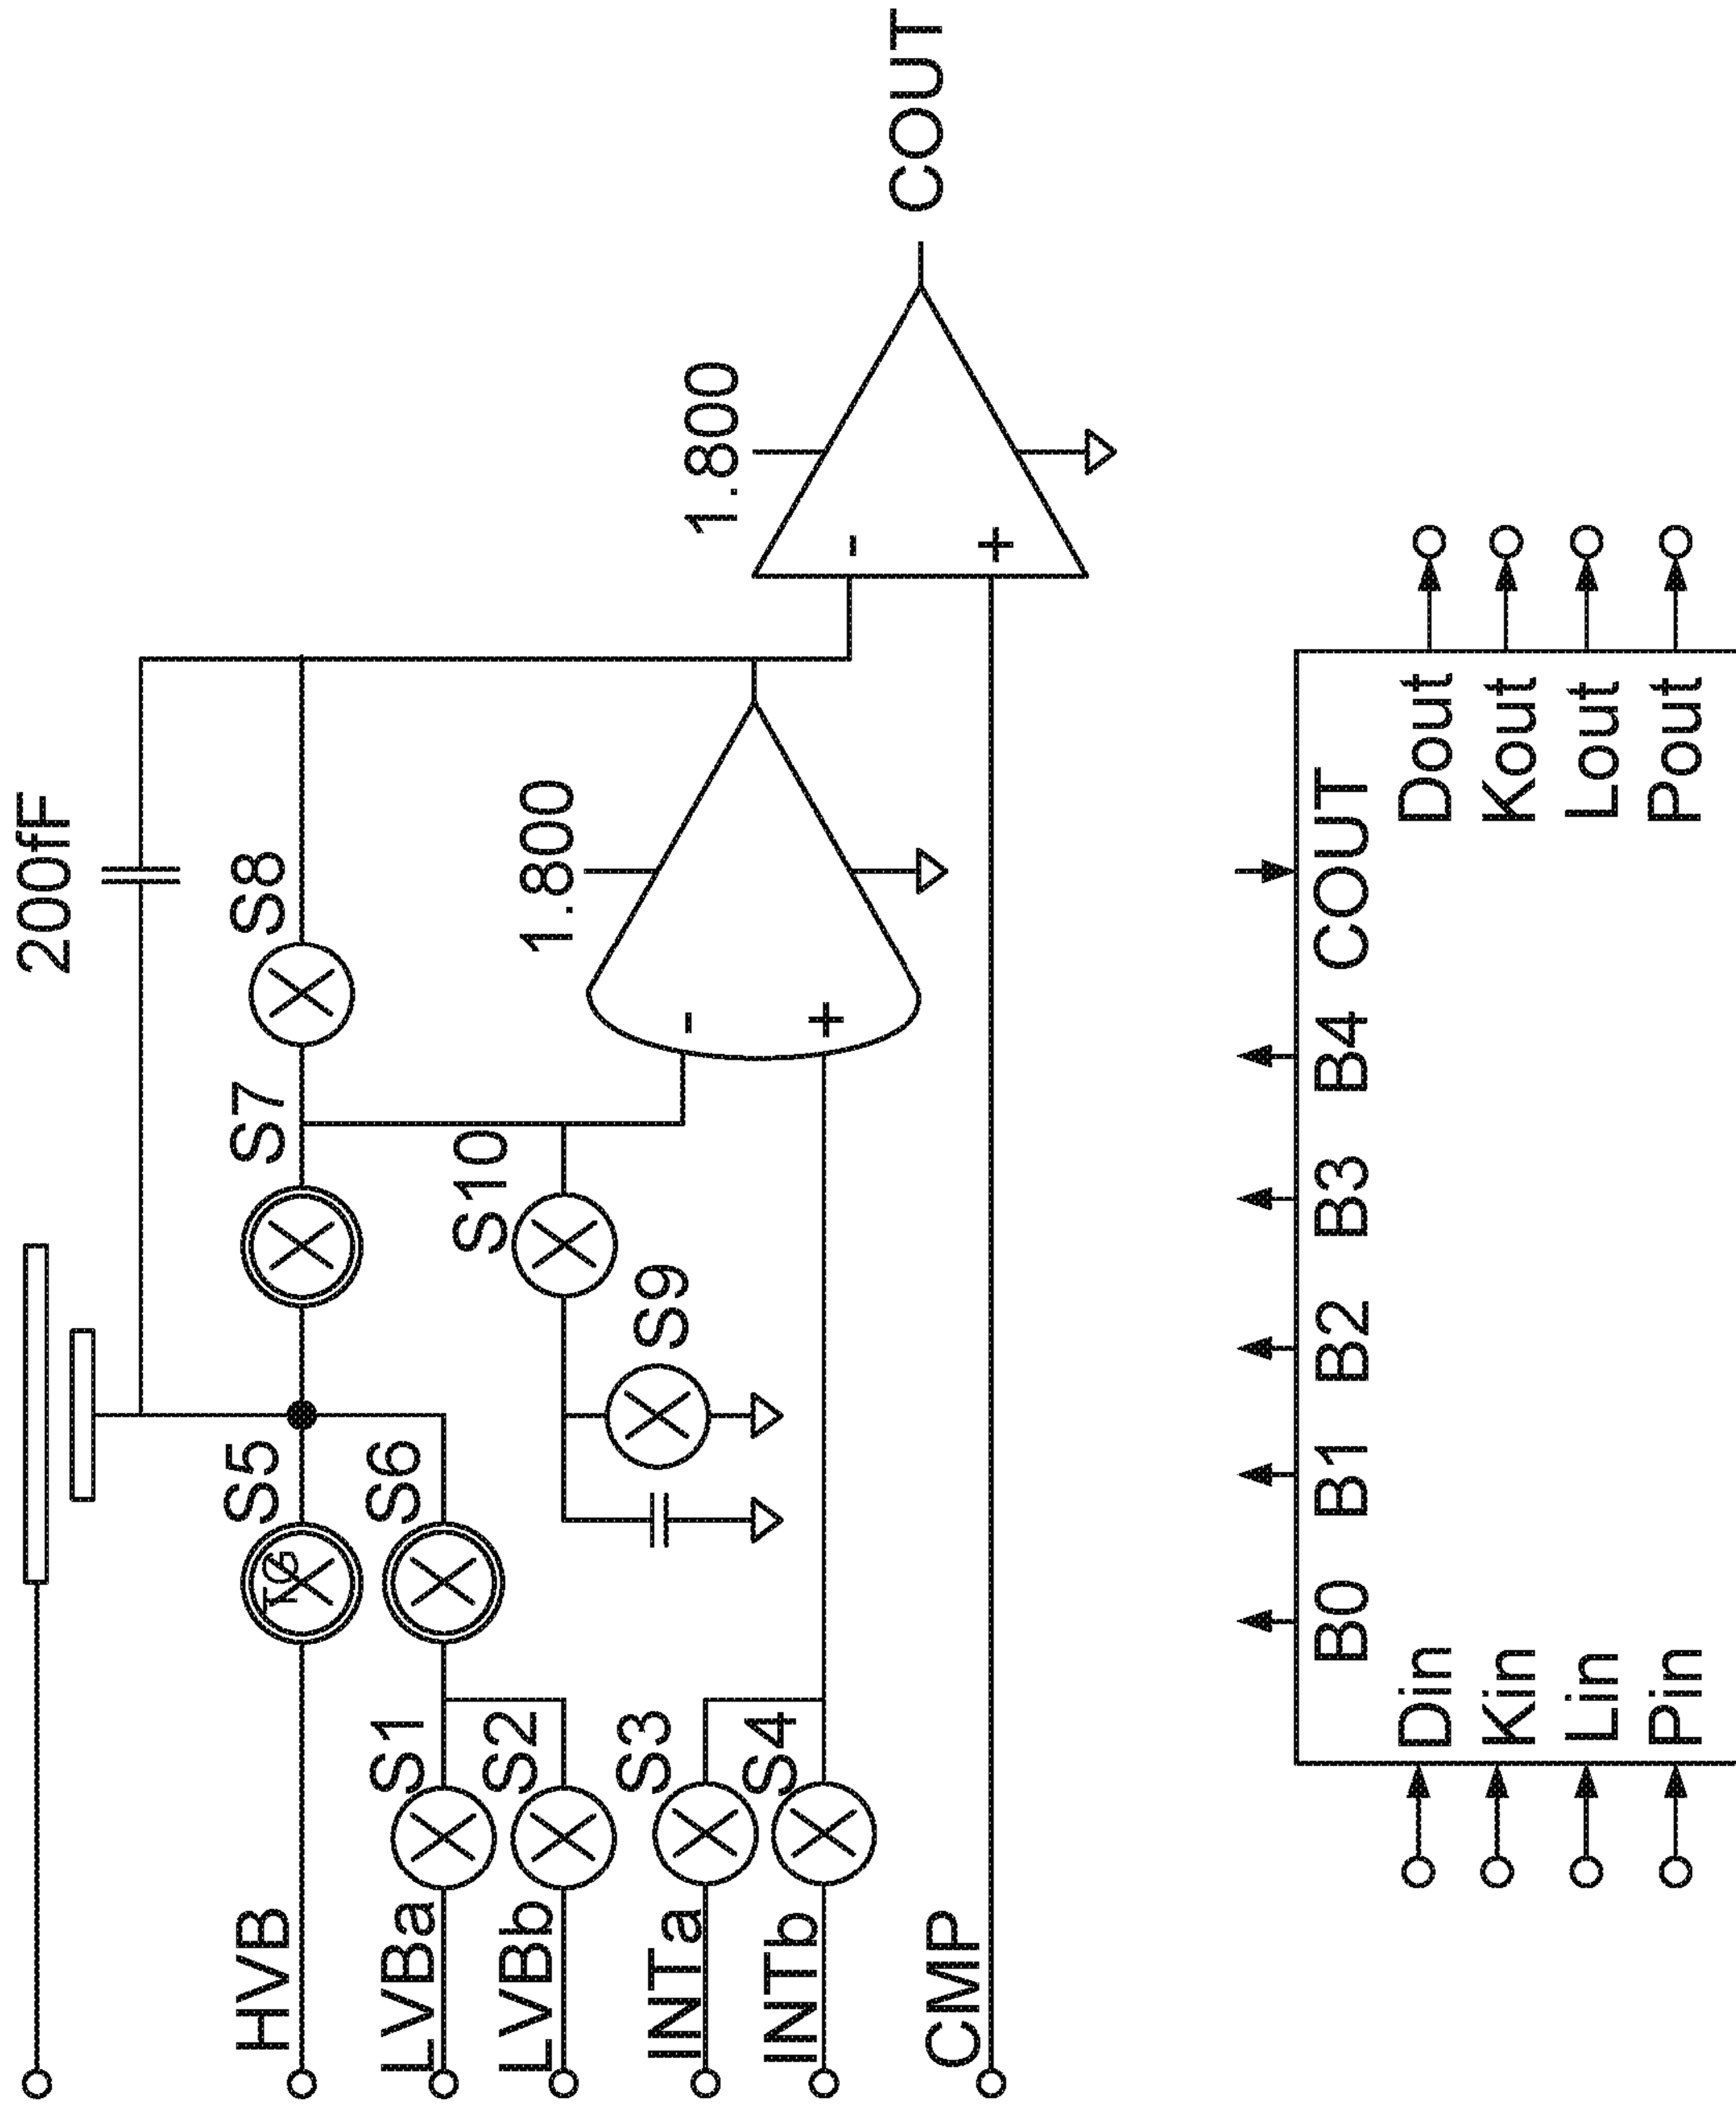 200fF
HVB
S5
TG
S7
S8
LVBa
S1
S6
LVBb
S2
S10
1.800
INTa
S3
S9
INTb
S4
-
+
1.800
CMP
-
+
COUT
B0 B1 B2 B3 B4 COUT
Din Dout
Kin Kout
Lin Lout
Pin Pout